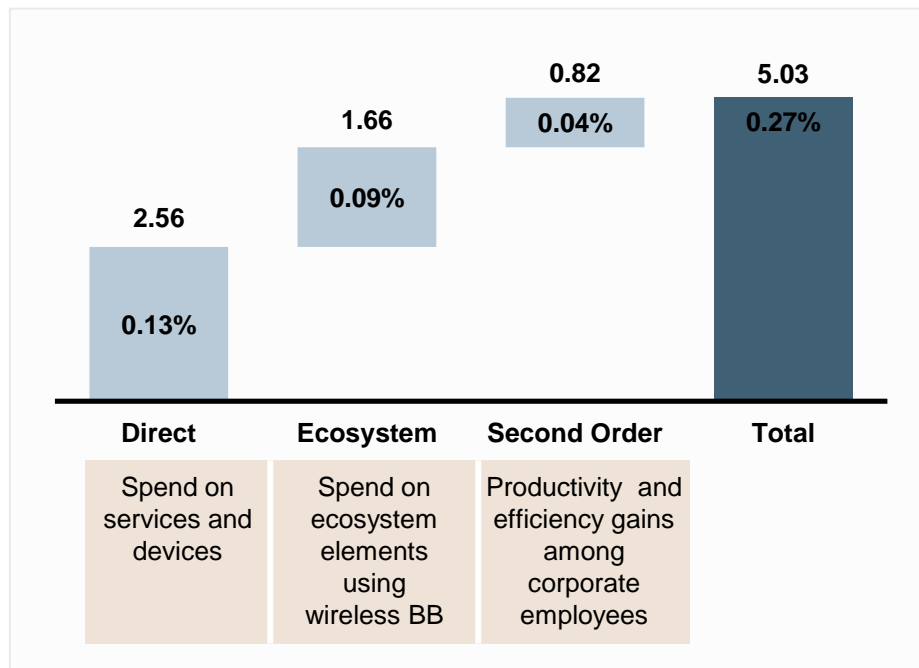 0.82
5.03
0.04%
0.27%
1.66
0.09%
2.56
0.13%
Direct
Ecosystem
Second Order
Total
Spend on
services and
devices
Spend on
ecosystem
elements
using
wireless BB
Productivity and
efficiency gains
among
corporate
employees